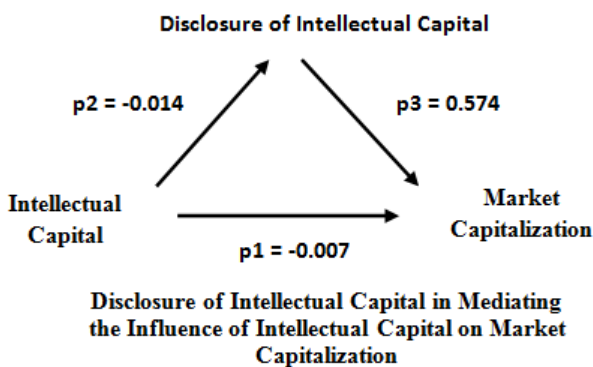 Disclosure of Intellectual Capital
p2 = -0.014
p3 = 0.574
Intellectual
Capital
Market
Capitalization
p1 = -0.007
Disclosure of Intellectual Capital in Mediating
the Influence of Intellectual Capital on Market
Capitalization